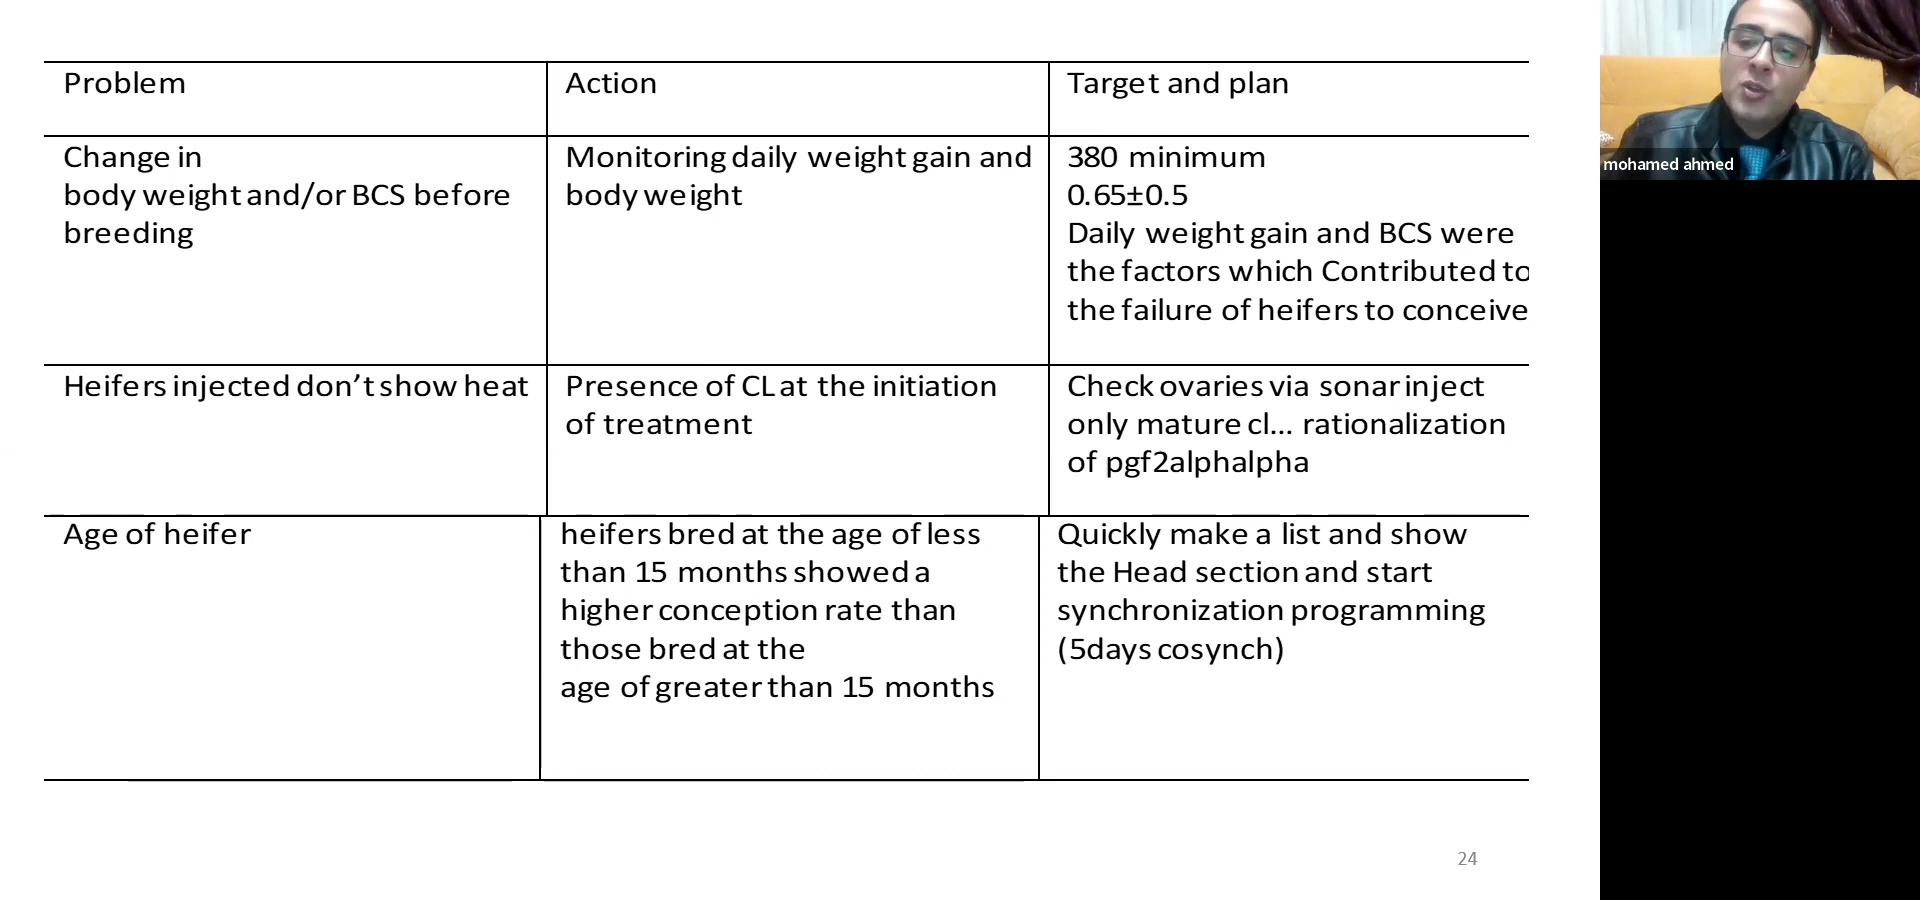 Problem
Action
Target and plan
Change in
body weight and/or BCS before
breeding
Monitoring daily weight gain and
body weight
380 minimum
0.65±0.5
Daily weight gain and BCS were
the factors which Contributed to
the failure of heifers to conceive
Heifers injected don’t show heat
Presence of CL at the initiation
of treatment
Check ovaries via sonar inject
only mature cl... rationalization
of pgf2alphalpha
Age of heifer
heifers bred at the age of less
than 15 months showed a
higher conception rate than
those bred at the
age of greater than 15 months
Quickly make a list and show
the Head section and start
synchronization programming
(5days cosynch)
24
mohamed ahmed